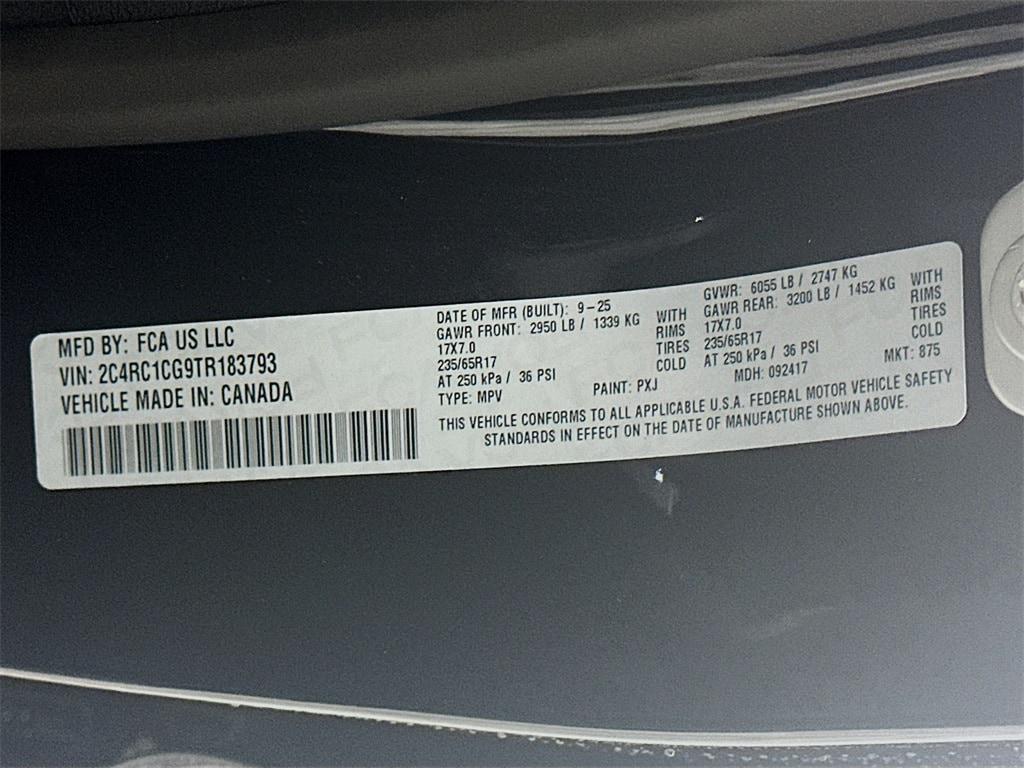 MFD BY: FCA US LLC
VIN: 2C4RC1CG9TR183793
VEHICLE MADE IN: CANADA
DATE OF MFR (BUILT): 9-25
GAWR FRONT: 2950 LB / 1339 KG WITH
17X7.0 RIMS
235/65R17 TIRES
AT 250 kPa / 36 PSI COLD
TYPE: MPV PAINT: PXJ
GVWR: 6055 LB / 2747 KG
GAWR REAR: 3200 LB / 1452 KG WITH
17X7.0 RIMS
235/65R17 TIRES
AT 250 kPa / 36 PSI COLD
MDH: 092417 MKT: 875
THIS VEHICLE CONFORMS TO ALL APPLICABLE U.S.A. FEDERAL MOTOR VEHICLE SAFETY
STANDARDS IN EFFECT ON THE DATE OF MANUFACTURE SHOWN ABOVE.